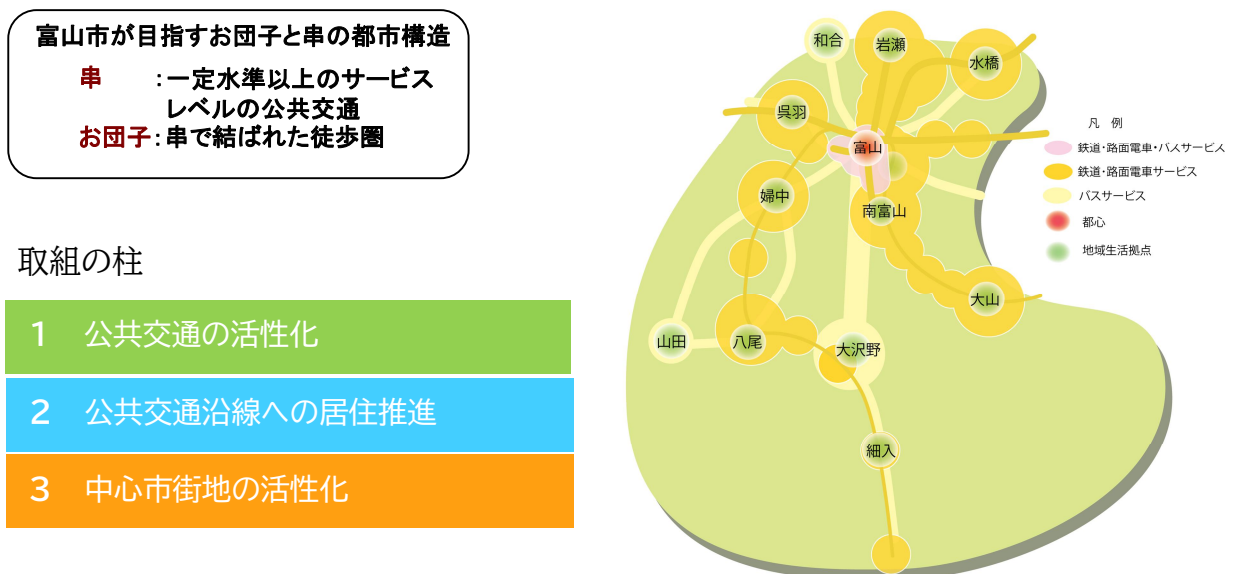 富山市が目指すお団子と串の都市構造
串　：一定水準以上のサービス
レベルの公共交通
お団子：串で結ばれた徒歩圏
取組の柱
1　公共交通の活性化
2　公共交通沿線への居住推進
3　中心市街地の活性化
和合
岩瀬
水橋
呉羽
富山
婦中
南富山
大山
山田
八尾
大沢野
細入
凡　例
鉄道・路面電車・バスサービス
鉄道・路面電車サービス
バスサービス
都心
地域生活拠点